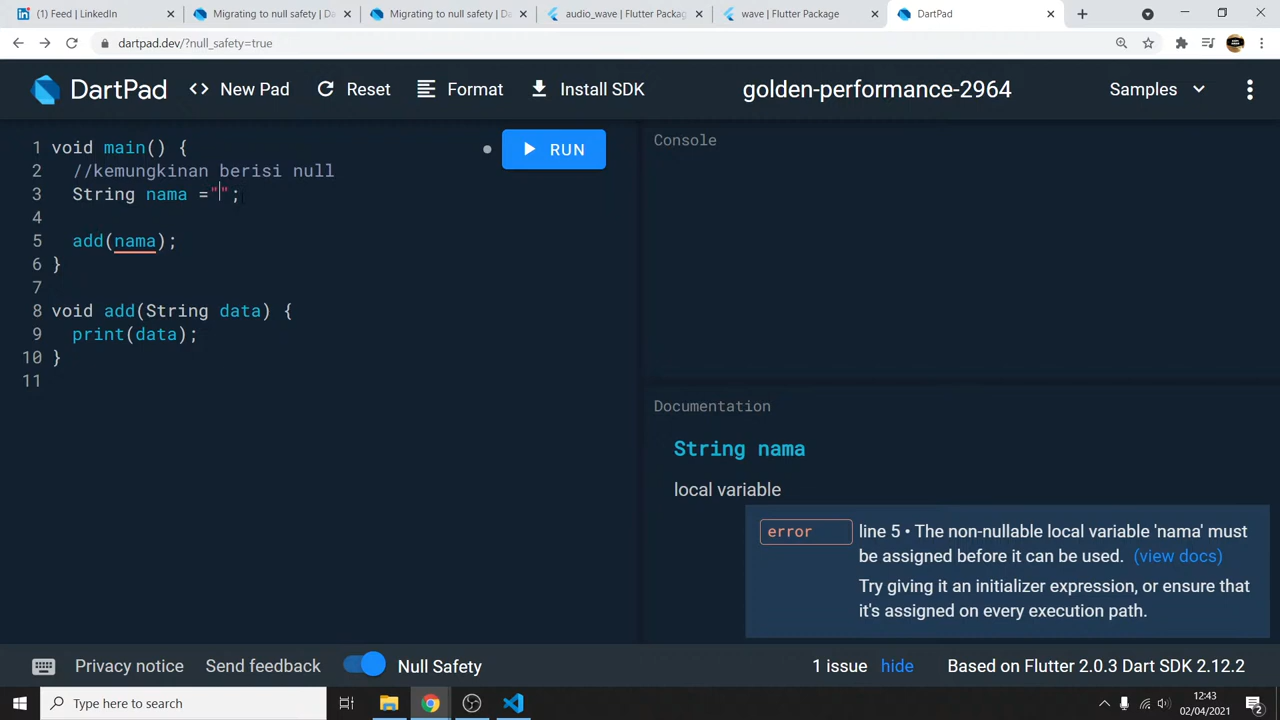 (1) Feed | LinkedIn
Migrating to null safety | Da
Migrating to null safety | Da
audio_wave | Flutter Package
wave | Flutter Package
DartPad
dartpad.dev/?null_safety=true
DartPad
<> New Pad
Reset
Format
Install SDK
golden-performance-2964
Samples
1 void main() {
2 //kemungkinan berisi null
3 String nama ="";
4
5 add(nama);
6 }
7
8 void add(String data) {
9 print(data);
10 }
11
RUN
Console
Documentation
String nama
local variable
error
line 5 • The non-nullable local variable 'nama' must
be assigned before it can be used. (view docs)
Try giving it an initializer expression, or ensure that
it's assigned on every execution path.
Privacy notice
Send feedback
Null Safety
1 issue hide
Based on Flutter 2.0.3 Dart SDK 2.12.2
Type here to search
12:43
02/04/2021
2